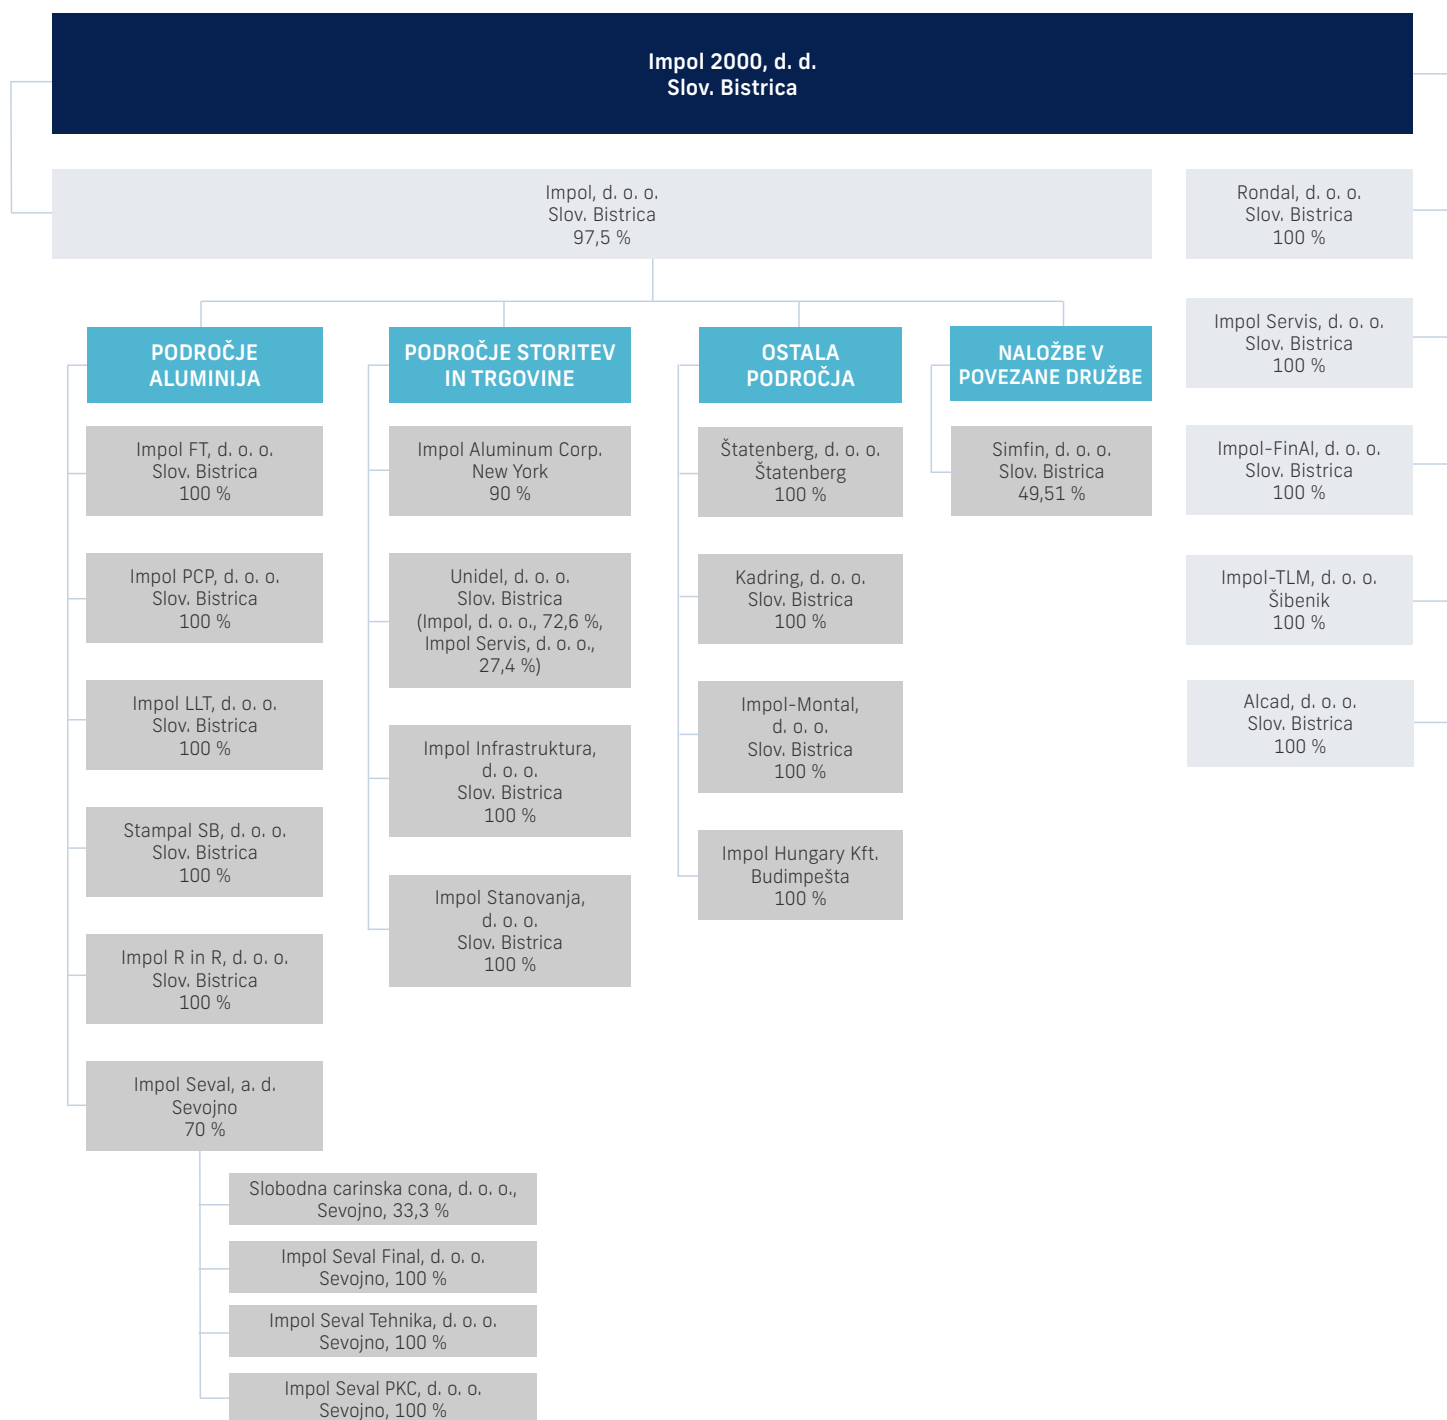 Impol 2000, d. d.
Slov. Bistrica
Impol, d. o. o.
Slov. Bistrica
97,5 %
Rondal, d. o. o.
Slov. Bistrica
100 %
Impol Servis, d. o. o.
Slov. Bistrica
100 %
Impol-FinAl, d. o. o.
Slov. Bistrica
100 %
Impol-TLM, d. o. o.
Šibenik
100 %
Alcad, d. o. o.
Slov. Bistrica
100 %
PODROČJE
ALUMINIJA
Impol FT, d. o. o.
Slov. Bistrica
100 %
Impol PCP, d. o. o.
Slov. Bistrica
100 %
Impol LLT, d. o. o.
Slov. Bistrica
100 %
Stampal SB, d. o. o.
Slov. Bistrica
100 %
Impol R in R, d. o. o.
Slov. Bistrica
100 %
Impol Seval, a. d.
Sevojno
70 %
Slobodna carinska cona, d. o. o.,
Sevojno, 33,3 %
Impol Seval Final, d. o. o.
Sevojno, 100 %
Impol Seval Tehnika, d. o. o.
Sevojno, 100 %
Impol Seval PKC, d. o. o.
Sevojno, 100 %
PODROČJE STORITEV
IN TRGOVINE
Impol Aluminum Corp.
New York
90 %
Unidel, d. o. o.
Slov. Bistrica
(Impol, d. o. o., 72,6 %,
Impol Servis, d. o. o.,
27,4 %)
Impol Infrastruktura,
d. o. o.
Slov. Bistrica
100 %
Impol Stanovanja,
d. o. o.
Slov. Bistrica
100 %
OSTALA
PODROČJA
Štatenberg, d. o. o.
Štatenberg
100 %
Kadring, d. o. o.
Slov. Bistrica
100 %
Impol-Montal,
d. o. o.
Slov. Bistrica
100 %
Impol Hungary Kft.
Budimpešta
100 %
NALOŽBE V
POVEZANE DRUŽBE
Simfin, d. o. o.
Slov. Bistrica
49,51 %